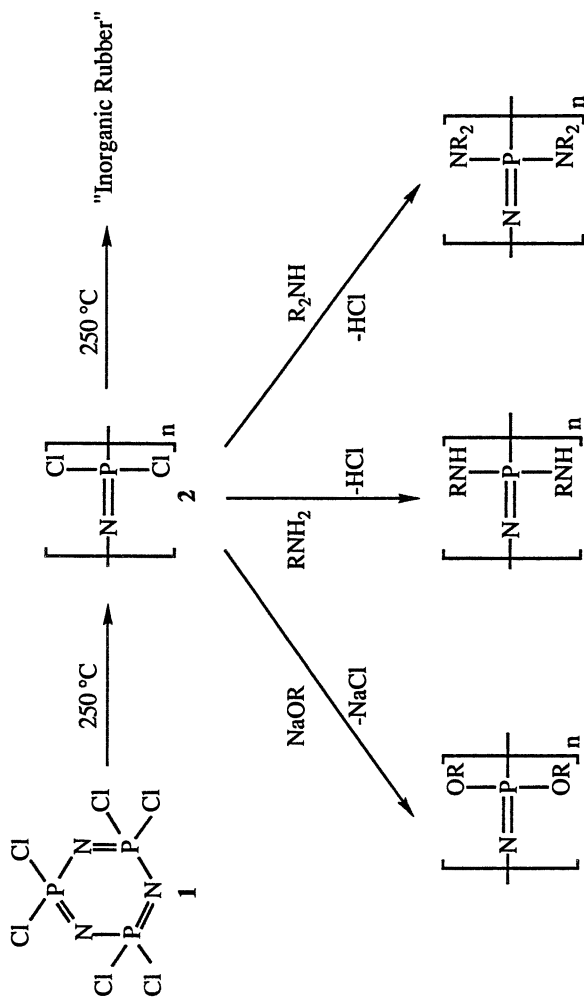 Cl Cl
P
N N
Cl P P Cl
Cl N Cl
1
250 °C
Cl
N P
Cl n
2
250 °C
"Inorganic Rubber"
NaOR
-NaCl
RNH2
-HCl
R2NH
-HCl
OR
N P
OR n
RNH
N P
RNH n
NR2
N P
NR2 n